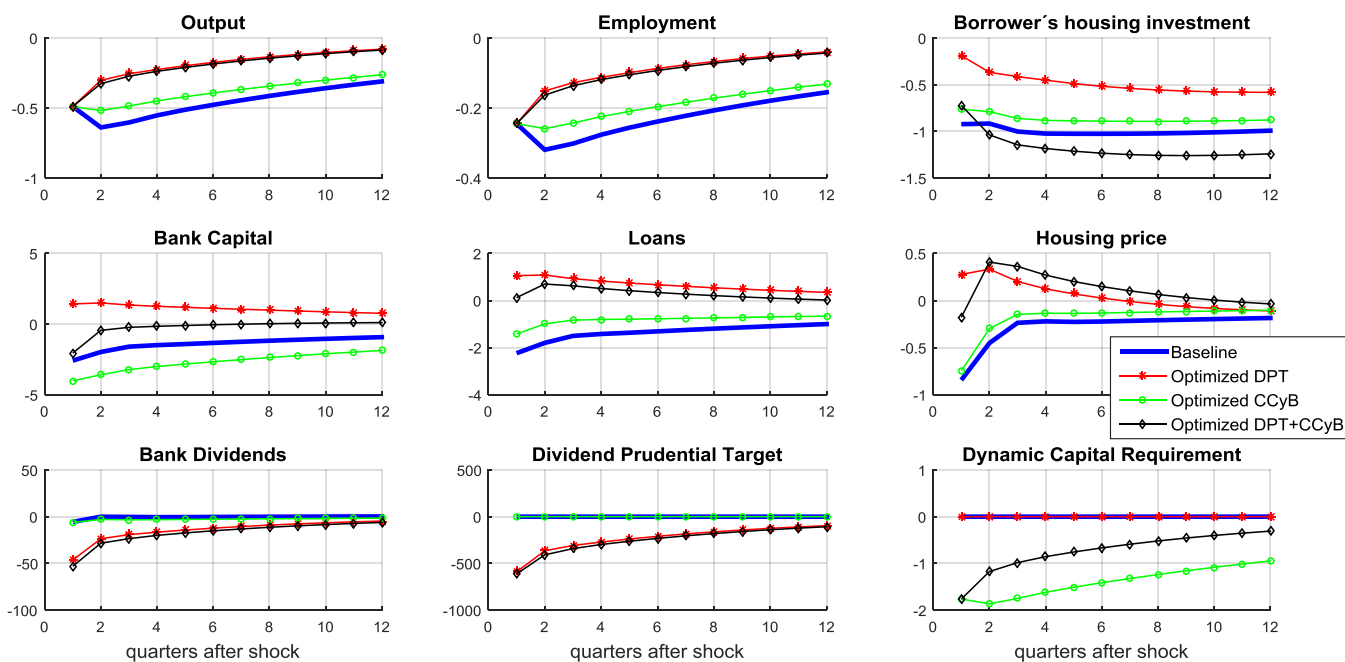 Output
Employment
Borrower´s housing investment
0
-0.5
-1
0 2 4 6 8 10 12
0
-0.2
-0.4
0 2 4 6 8 10 12
0
-0.5
-1
-1.5
0 2 4 6 8 10 12
Bank Capital
Loans
Housing price
5
0
-5
0 2 4 6 8 10 12
2
0
-2
-4
0 2 4 6 8 10 12
0.5
0
-0.5
-1
0 2 4 6 8 10 12
Baseline
Optimized DPT
Optimized CCyB
Optimized DPT+CCyB
Bank Dividends
Dividend Prudential Target
Dynamic Capital Requirement
50
0
-50
-100
0 2 4 6 8 10 12
quarters after shock
500
0
-500
-1000
0 2 4 6 8 10 12
quarters after shock
1
0
-1
-2
0 2 4 6 8 10 12
quarters after shock